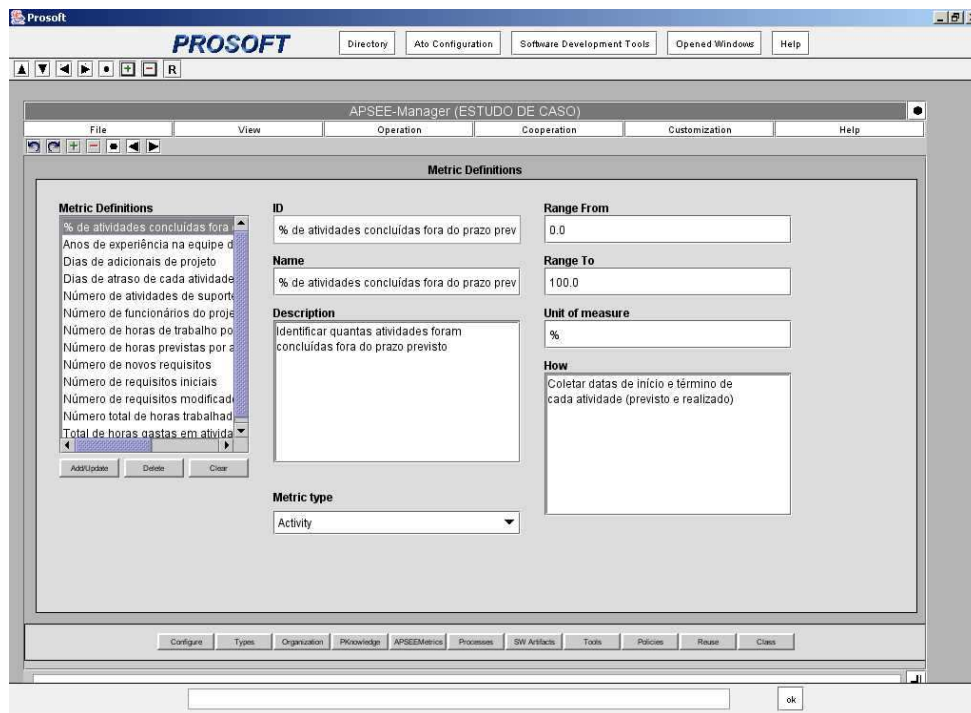 Prosoft
PROSOFT
Directory
Ato Configuration
Software Development Tools
Opened Windows
Help
R
APSEE-Manager (ESTUDO DE CASO)
File
View
Operation
Cooperation
Customization
Help
Metric Definitions
Metric Definitions
% de atividades concluídas fora
Anos de experiência na equipe d
Dias de adicionais de projeto
Dias de atraso de cada atividade
Número de atividades de suporte
Número de funcionários do proje
Número de horas de trabalho po
Número de horas previstas por a
Número de novos requisitos
Número de requisitos iniciais
Número de requisitos modificad
Número total de horas trabalhad
Total de horas gastas em ativida
Add/Update
Delete
Clear
ID
% de atividades concluídas fora do prazo prev
Name
% de atividades concluídas fora do prazo prev
Description
Identificar quantas atividades foram
concluídas fora do prazo previsto
Metric type
Activity
Range From
0.0
Range To
100.0
Unit of measure
%
How
Coletar datas de início e término de
cada atividade (previsto e realizado)
Configure
Types
Organization
PKnowledge
APSEEMetrics
Processes
SW Artifacts
Tools
Policies
Reuse
Class
ok